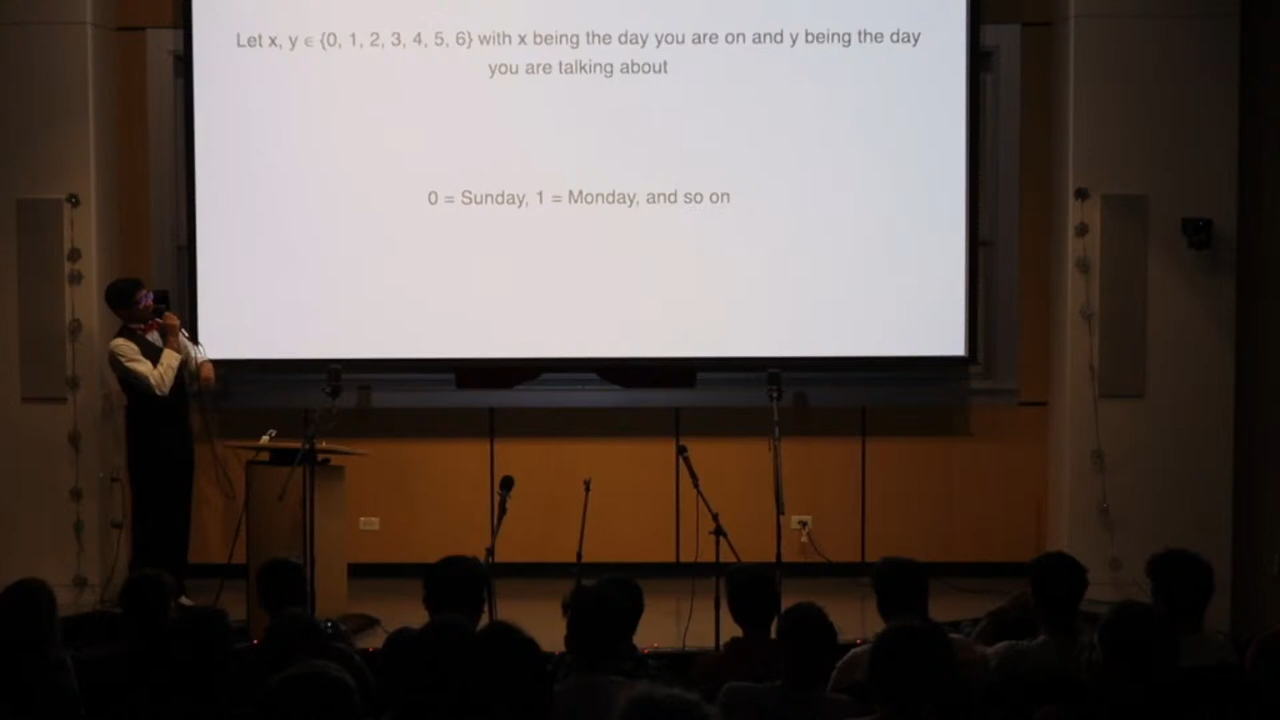 Let x, y ∈ {0, 1, 2, 3, 4, 5, 6} with x being the day you are on and y being the day
you are talking about
0 = Sunday, 1 = Monday, and so on